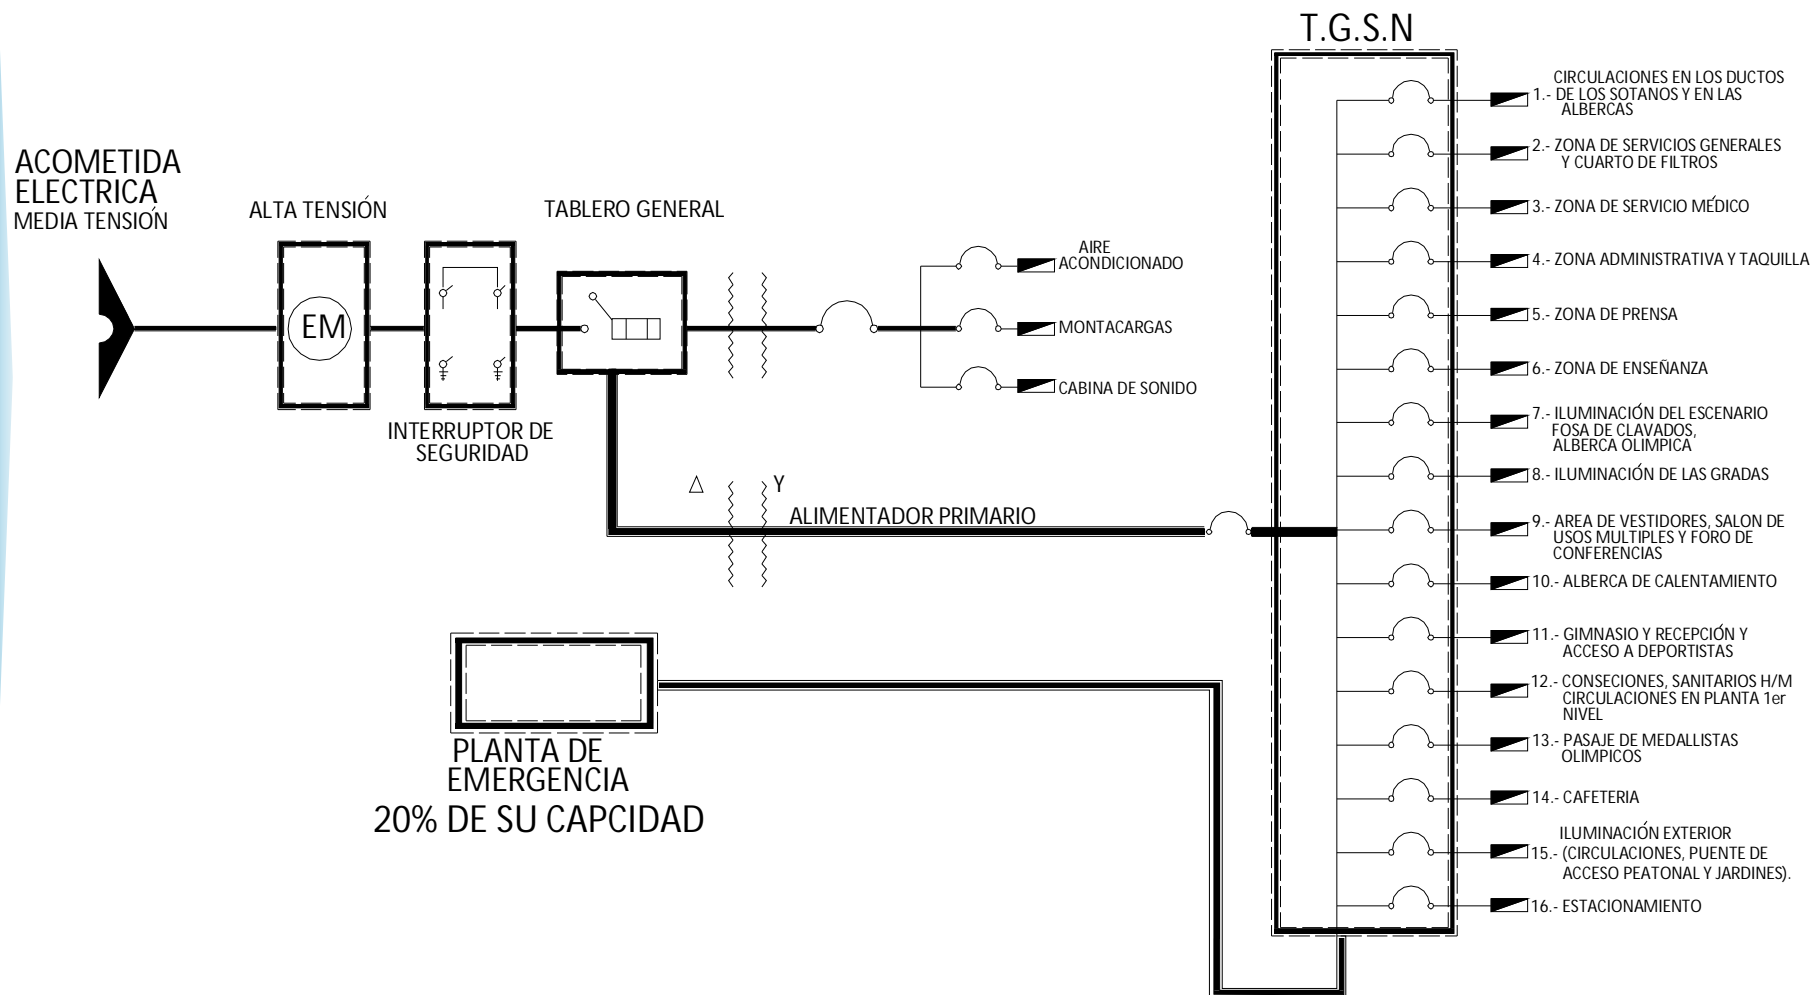 T.G.S.N
ACOMETIDA
ELECTRICA
MEDIA TENSIÓN
ALTA TENSIÓN
EM
INTERRUPTOR DE
SEGURIDAD
TABLERO GENERAL
AIRE
ACONDICIONADO
MONTACARGAS
CABINA DE SONIDO
Δ Y
ALIMENTADOR PRIMARIO
PLANTA DE
EMERGENCIA
20% DE SU CAPCIDAD
CIRCULACIONES EN LOS DUCTOS
1.- DE LOS SOTANOS Y EN LAS
ALBERCAS
2.- ZONA DE SERVICIOS GENERALES
Y CUARTO DE FILTROS
3.- ZONA DE SERVICIO MÉDICO
4.- ZONA ADMINISTRATIVA Y TAQUILLA
5.- ZONA DE PRENSA
6.- ZONA DE ENSEÑANZA
7.- ILUMINACIÓN DEL ESCENARIO
FOSA DE CLAVADOS,
ALBERCA OLIMPICA
8.- ILUMINACIÓN DE LAS GRADAS
9.- AREA DE VESTIDORES, SALON DE
USOS MULTIPLES Y FORO DE
CONFERENCIAS
10.- ALBERCA DE CALENTAMIENTO
11.- GIMNASIO Y RECEPCIÓN Y
ACCESO A DEPORTISTAS
12.- CONSECIONES, SANITARIOS H/M
CIRCULACIONES EN PLANTA 1er
NIVEL
13.- PASAJE DE MEDALLISTAS
OLIMPICOS
14.- CAFETERIA
ILUMINACIÓN EXTERIOR
15.- (CIRCULACIONES, PUENTE DE
ACCESO PEATONAL Y JARDINES).
16.- ESTACIONAMIENTO